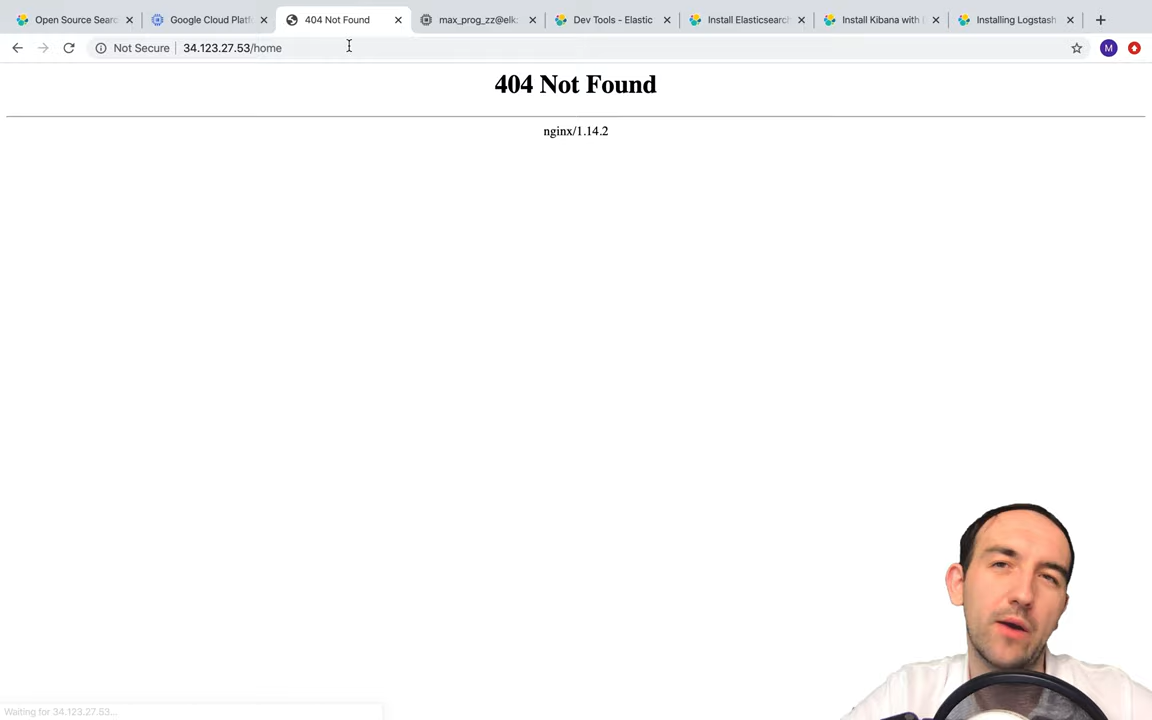 Open Source Searc
Google Cloud Platf
404 Not Found
max_prog_zz@elk
Dev Tools - Elastic
Install Elasticsearch
Install Kibana with
Installing Logstash
Not Secure
34.123.27.53/home
M
404 Not Found
nginx/1.14.2
Waiting for 34.123.27.53...